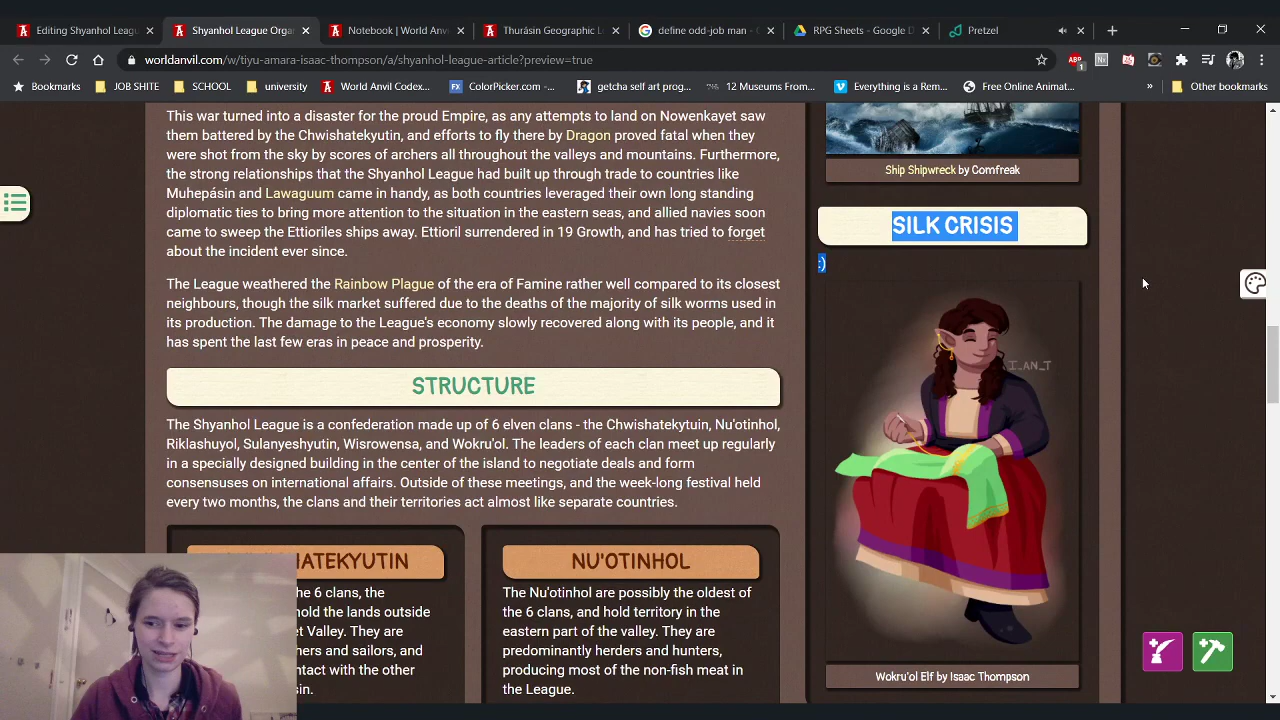 Editing Shyanhol Leagu
Shyanhol League Orga
Notebook | World Anvi
Thurásin Geographic L
define odd-job man - G
RPG Sheets - Google D
Pretzel
worldanvil.com/w/tiyu-amara-isaac-thompson/a/shyanhol-league-article?preview=true
Bookmarks
JOB SHITE
SCHOOL
university
World Anvil Codex...
ColorPicker.com -...
getcha self art prog...
12 Museums From...
Everything is a Rem...
Free Online Animat...
»
Other bookmarks
This war turned into a disaster for the proud Empire, as any attempts to land on Nowenkayet saw
them battered by the Chwishatekyutin, and efforts to fly there by Dragon proved fatal when they
were shot from the sky by scores of archers all throughout the valleys and mountains. Furthermore,
the strong relationships that the Shyanhol League had built up through trade to countries like
Muhepásin and Lawaguum came in handy, as both countries leveraged their own long standing
diplomatic ties to bring more attention to the situation in the eastern seas, and allied navies soon
came to sweep the Ettioriles ships away. Ettioril surrendered in 19 Growth, and has tried to forget
about the incident ever since.
The League weathered the Rainbow Plague of the era of Famine rather well compared to its closest
neighbours, though the silk market suffered due to the deaths of the majority of silk worms used in
its production. The damage to the League's economy slowly recovered along with its people, and it
has spent the last few eras in peace and prosperity.
STRUCTURE
The Shyanhol League is a confederation made up of 6 elven clans - the Chwishatekyutin, Nu'otinhol,
Riklashuyol, Sulanyeshyutin, Wisrowensa, and Wokru'ol. The leaders of each clan meet up regularly
in a specially designed building in the center of the island to negotiate deals and form
consensuses on international affairs. Outside of these meetings, and the week-long festival held
every two months, the clans and their territories act almost like separate countries.
HATEKYUTIN
he 6 clans, the
hold the lands outside
et Valley. They are
ners and sailors, and
ntact with the other
sin.
NU'OTINHOL
The Nu'otinhol are possibly the oldest of
the 6 clans, and hold territory in the
eastern part of the valley. They are
predominantly herders and hunters,
producing most of the non-fish meat in
the League.
Ship Shipwreck by Comfreak
SILK CRISIS
:)
I_AN_T
Wokru'ol Elf by Isaac Thompson